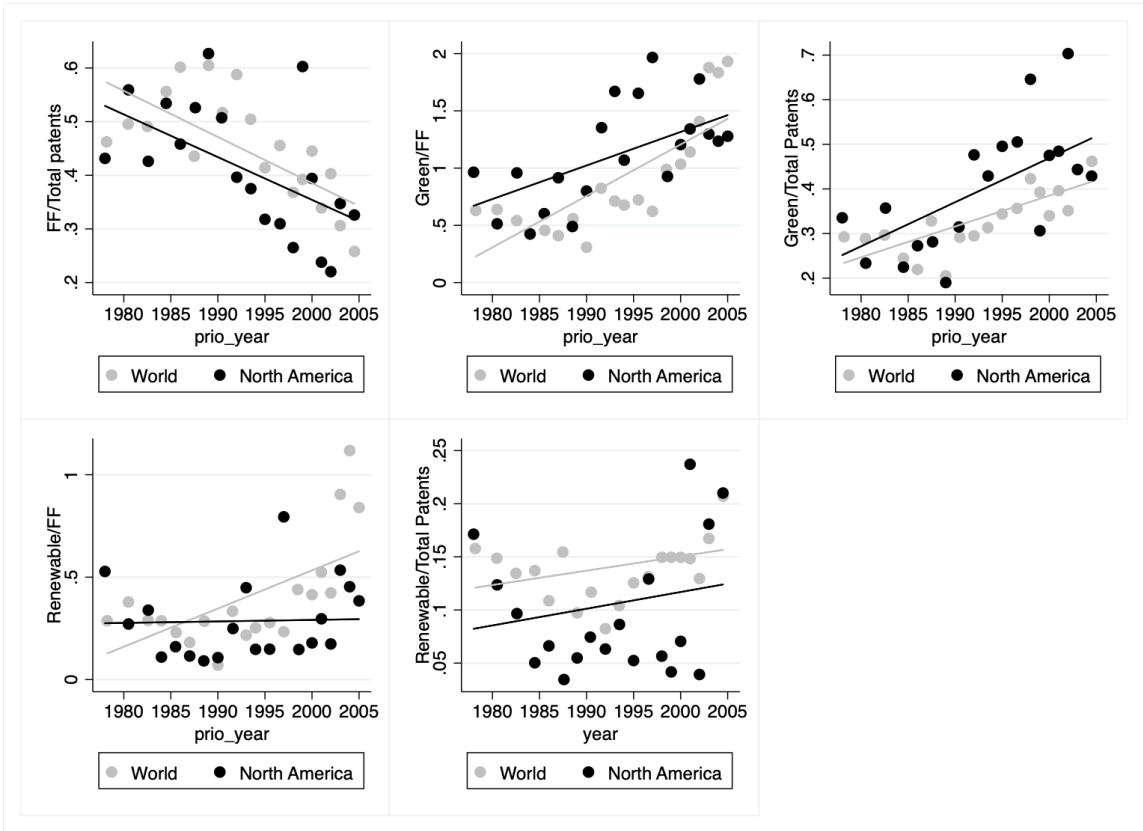 FF/Total patents
.6
.5
.4
.3
.2
1980 1985 1990 1995 2000 2005
prio_year
World North America
Green/FF
2
1.5
1
.5
0
1980 1985 1990 1995 2000 2005
prio_year
World North America
Green/Total Patents
.7
.6
.5
.4
.3
.2
1980 1985 1990 1995 2000 2005
prio_year
World North America
Renewable/FF
1
.5
0
1980 1985 1990 1995 2000 2005
prio_year
World North America
Renewable/Total Patents
.25
.2
.15
.1
.05
1980 1985 1990 1995 2000 2005
year
World North America